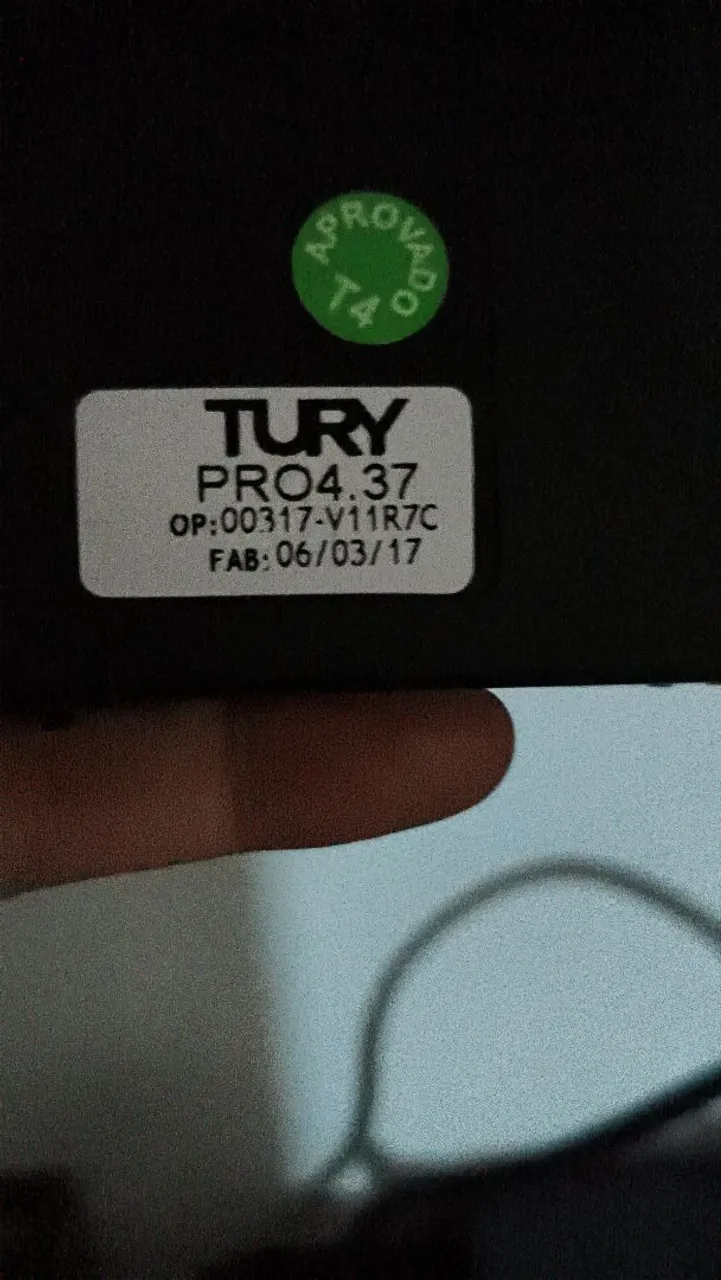 APROVADO
T4
TURY
PRO4.37
OP:00317-V11R7C
FAB:06/03/17